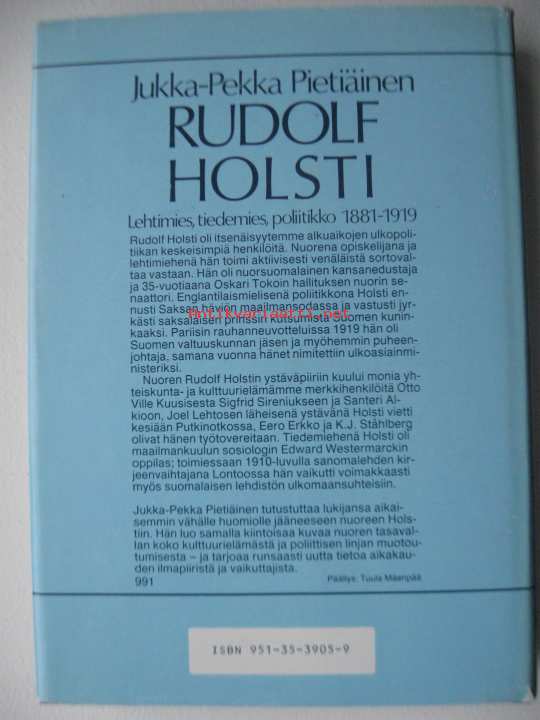 Jukka-Pekka Pietiäinen
RUDOLF
HOLSTI
Lehtimies, tiedemies, poliitikko 1881-1919
Rudolf Holsti oli itsenäisyytemme alkuaikojen ulkopoli-
tiikan keskeisimpiä henkilöitä. Nuorena opiskelijana ja
lehtimiehenä hän toimi aktiivisesti venäläistä sortoval-
taa vastaan. Hän oli nuorsuomalainen kansanedustaja
ja 35-vuotiaana Oskari Tokoin hallituksen nuorin se-
naattori. Englantilaismielisenä poliitikkona Holsti en-
nusti Saksan häviön maailmansodassa ja vastusti jyr-
kästi saksalaisen prinssin kutsumista Suomen kunin-
kaaksi. Pariisin rauhanneuvotteluissa 1919 hän oli
Suomen valtuuskunnan jäsen ja myöhemmin puheen-
johtaja, samana vuonna hänet nimitettiin ulkoasiainmi-
nisteriksi.
Nuoren Rudolf Holstin ystäväpiiriin kuului monia yh-
teiskunta- ja kulttuurielämämme merkkihenkilöitä Otto
Ville Kuusisesta Sigfrid Sireniukseen ja Santeri Al-
kioon, Joel Lehtosen läheisenä ystävänä Holsti vietti
kesiään Putkinotkossa, Eero Erkko ja K.J. Ståhlberg
olivat hänen työtovereitaan. Tiedemiehenä Holsti oli
maailmankuulun sosiologin Edward Westermarckin
oppilas; toimiessaan 1910-luvulla sanomalehden kir-
jeenvaihtajana Lontoossa hän vaikutti voimakkaasti
myös suomalaisen lehdistön ulkomaansuhteisiin.
Jukka-Pekka Pietiäinen tutustuttaa lukijansa aikai-
semmin vähälle huomiolle jääneeseen nuoreen Hols-
tiin. Hän luo samalla kiintoisaa kuvaa nuoren tasaval-
lan koko kulttuurielämästä ja poliittisen linjan muotou-
tumisesta – ja tarjoaa runsaasti uutta tietoa aikakau-
den ilmapiiristä ja vaikuttajista.
991 Päällys: Tuula Mäenpää
ISBN 951-35-3905-9
antikvariaatti.net